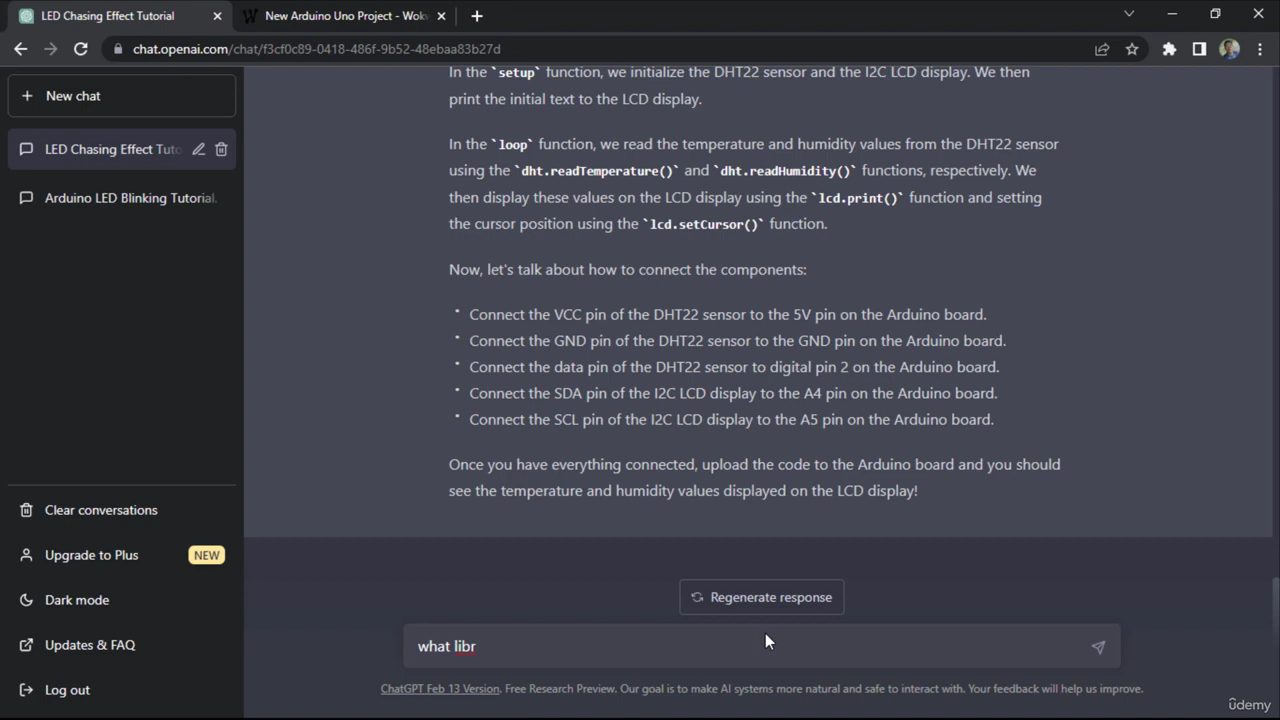 LED Chasing Effect Tutorial
New Arduino Uno Project - Wok
chat.openai.com/chat/f3cf0c89-0418-486f-9b52-48ebaa83b27d
New chat
LED Chasing Effect Tuto
Arduino LED Blinking Tutorial.
Clear conversations
Upgrade to Plus NEW
Dark mode
Updates & FAQ
Log out
In the `setup` function, we initialize the DHT22 sensor and the I2C LCD display. We then
print the initial text to the LCD display.
In the `loop` function, we read the temperature and humidity values from the DHT22 sensor
using the `dht.readTemperature()` and `dht.readHumidity()` functions, respectively. We
then display these values on the LCD display using the `lcd.print()` function and setting
the cursor position using the `lcd.setCursor()` function.
Now, let's talk about how to connect the components:
• Connect the VCC pin of the DHT22 sensor to the 5V pin on the Arduino board.
• Connect the GND pin of the DHT22 sensor to the GND pin on the Arduino board.
• Connect the data pin of the DHT22 sensor to digital pin 2 on the Arduino board.
• Connect the SDA pin of the I2C LCD display to the A4 pin on the Arduino board.
• Connect the SCL pin of the I2C LCD display to the A5 pin on the Arduino board.
Once you have everything connected, upload the code to the Arduino board and you should
see the temperature and humidity values displayed on the LCD display!
Regenerate response
what libr
ChatGPT Feb 13 Version. Free Research Preview. Our goal is to make AI systems more natural and safe to interact with. Your feedback will help us improve.
ûdemy